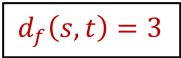 d_f(s, t) = 3